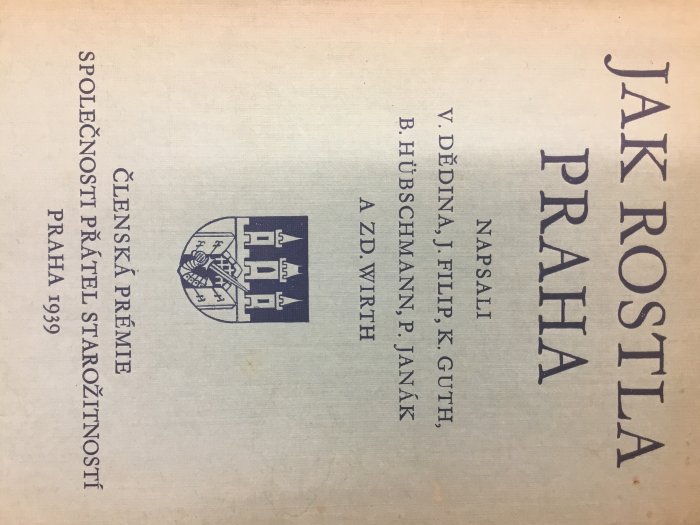 JAK ROSTLA
PRAHA
NAPSALI
V. DĚDINA, J. FILIP, K. GUTH,
B. HÜBSCHMANN, P. JANÁK
A ZD. WIRTH
ČLENSKÁ PRÉMIE
SPOLEČNOSTI PŘÁTEL STAROŽITNOSTÍ
PRAHA 1939